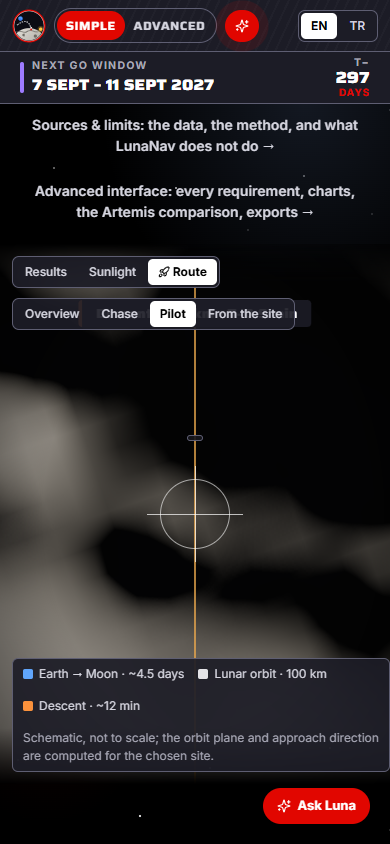 SIMPLE ADVANCED
EN TR
NEXT GO WINDOW
7 SEPT – 11 SEPT 2027
T–
297
DAYS
Sources & limits: the data, the method, and what
LunaNav does not do →
Advanced interface: every requirement, charts,
the Artemis comparison, exports →
Results Sunlight Route
Overview Chase Pilot From the site
Earth → Moon · ~4.5 days Lunar orbit · 100 km
Descent · ~12 min
Schematic, not to scale; the orbit plane and approach direction
are computed for the chosen site.
Ask Luna